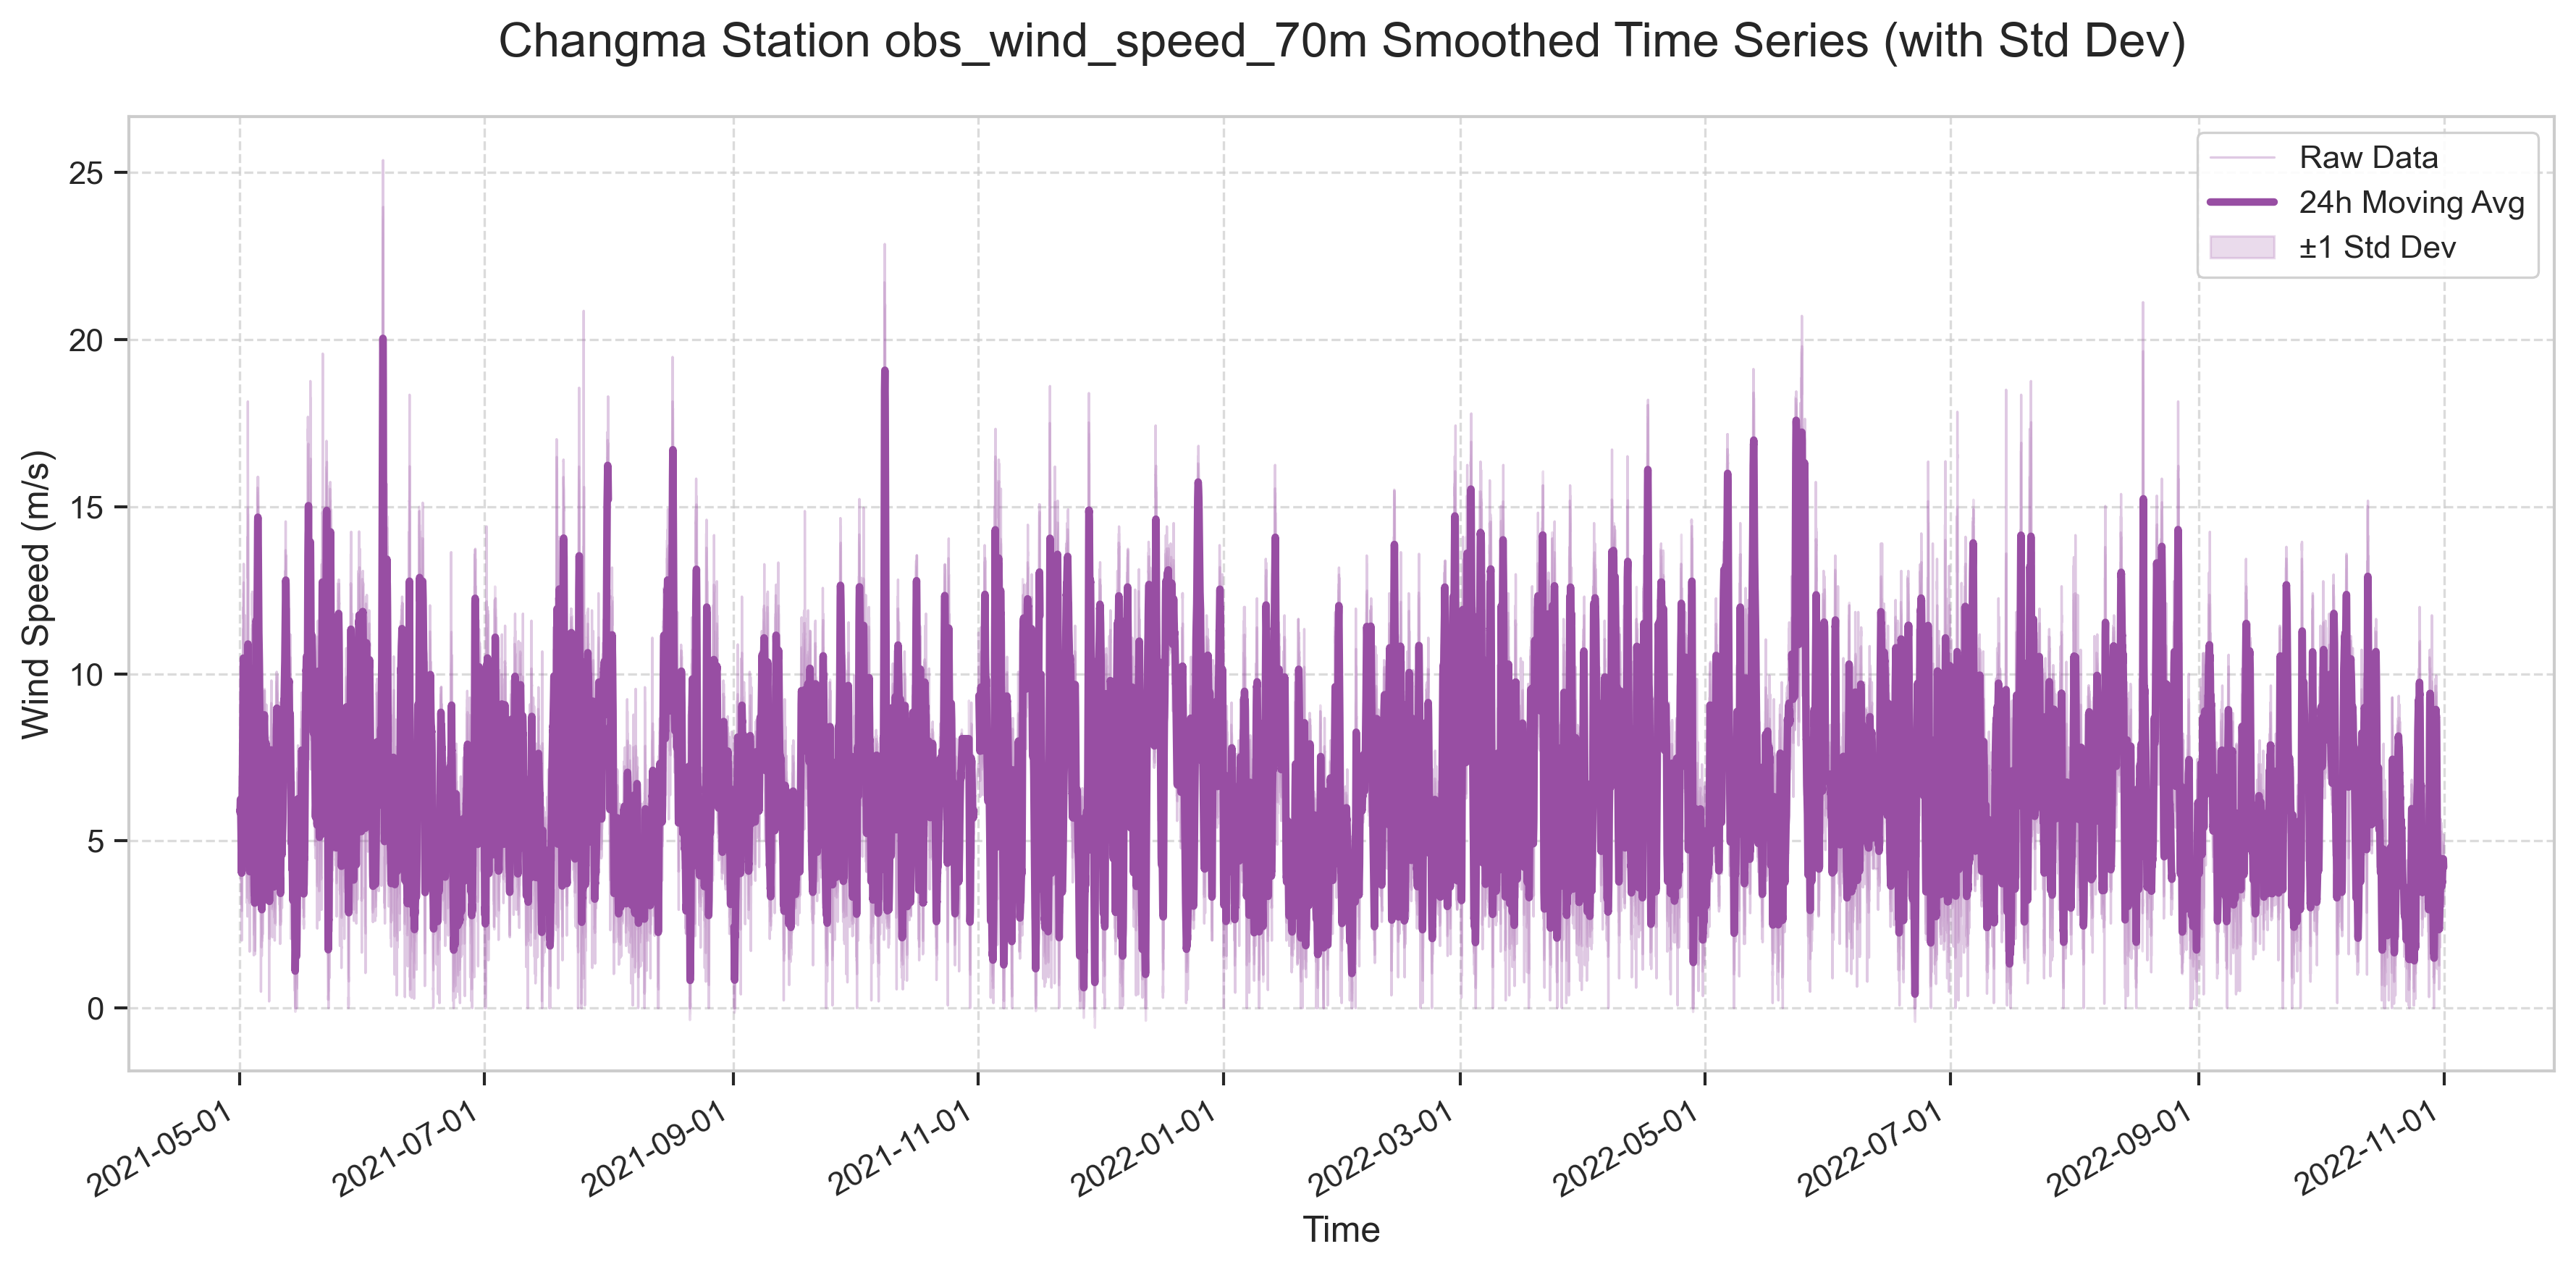 Changma Station obs_wind_speed_70m Smoothed Time Series (with Std Dev)
Raw Data
24h Moving Avg
±1 Std Dev
Wind Speed (m/s)
25
20
15
10
5
0
2021-05-01
2021-07-01
2021-09-01
2021-11-01
2022-01-01
2022-03-01
2022-05-01
2022-07-01
2022-09-01
2022-11-01
Time